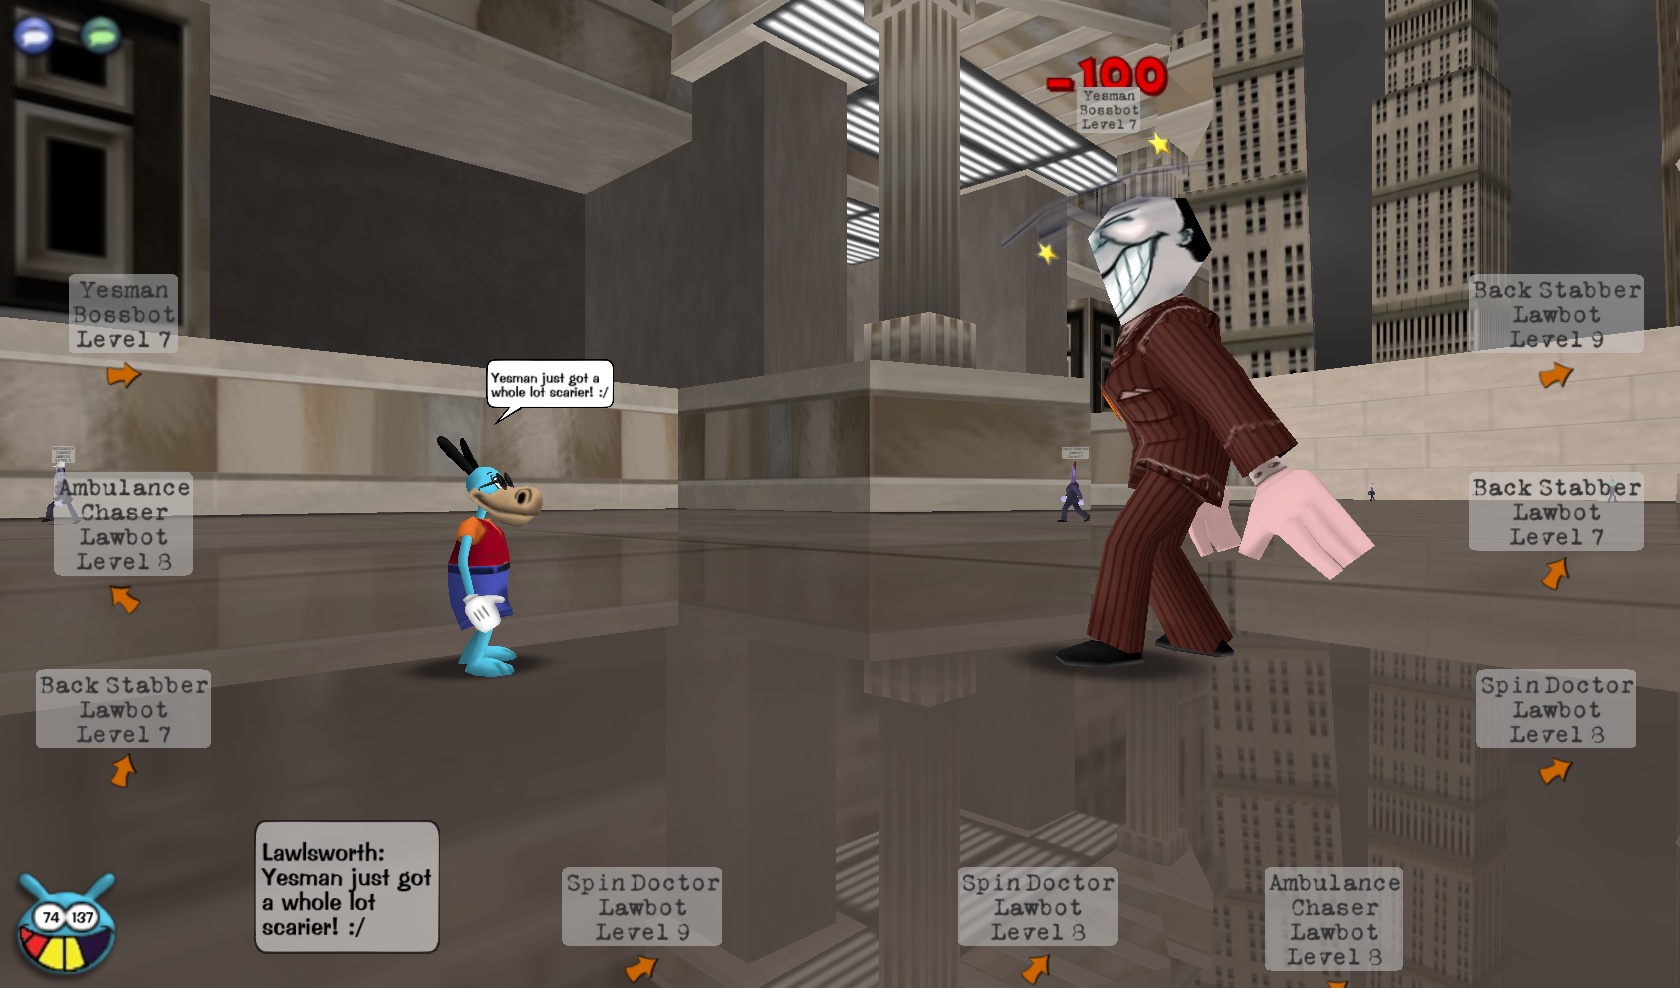 -100
Yesman
Bossbot
Level 7
Yesman
Bossbot
Level 7
Back Stabber
Lawbot
Level 9
Yesman just got a
whole lot scarier! :/
Ambulance
Chaser
Lawbot
Level 8
Back Stabber
Lawbot
Level 7
Back Stabber
Lawbot
Level 7
Spin Doctor
Lawbot
Level 8
Lawlsworth:
Yesman just got
a whole lot
scarier! :/
74 137
Spin Doctor
Lawbot
Level 9
Spin Doctor
Lawbot
Level 8
Ambulance
Chaser
Lawbot
Level 8